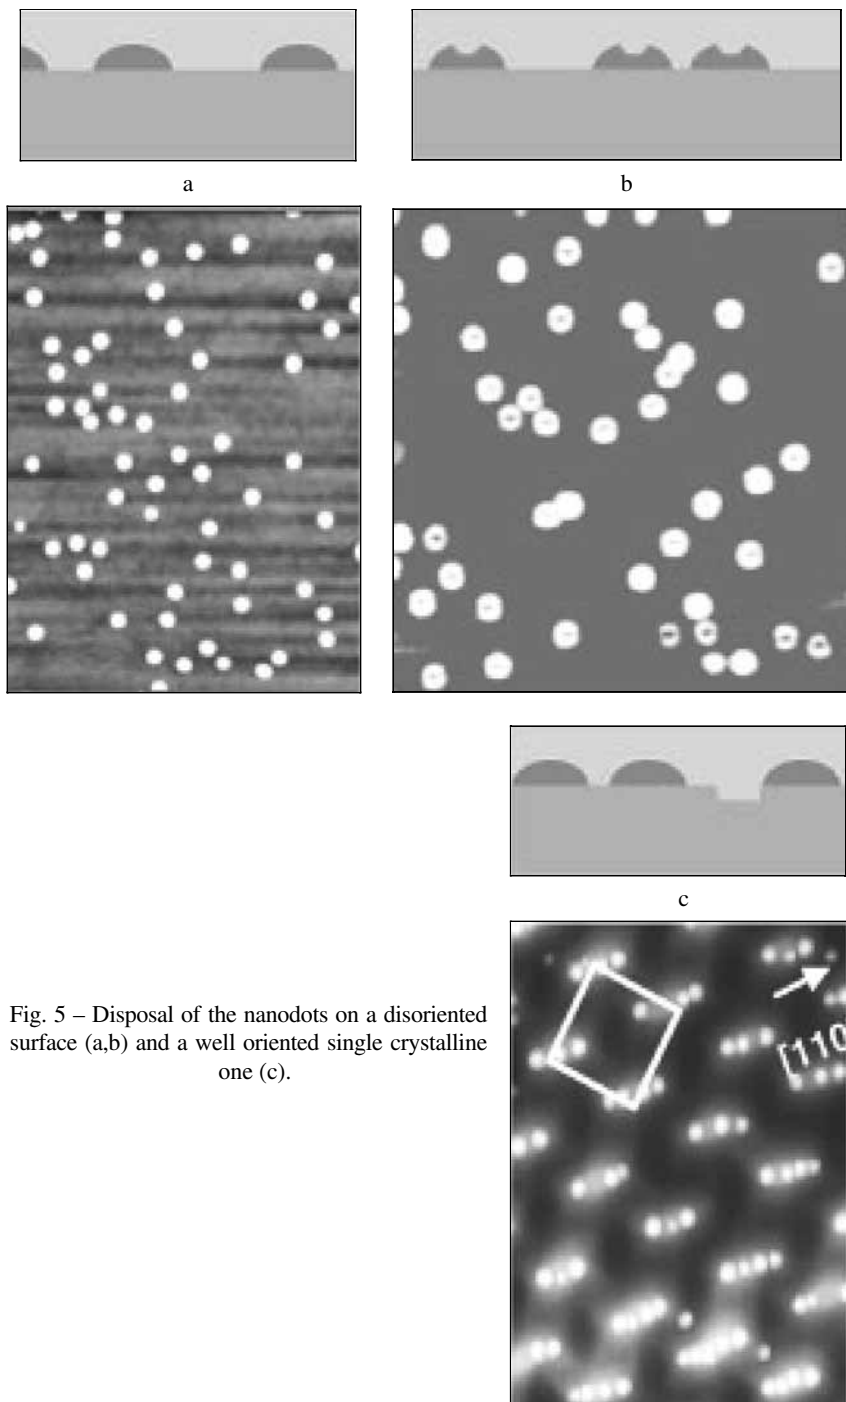 a
b
c
Fig. 5 – Disposal of the nanodots on a disoriented
surface (a,b) and a well oriented single crystalline
one (c).
[110